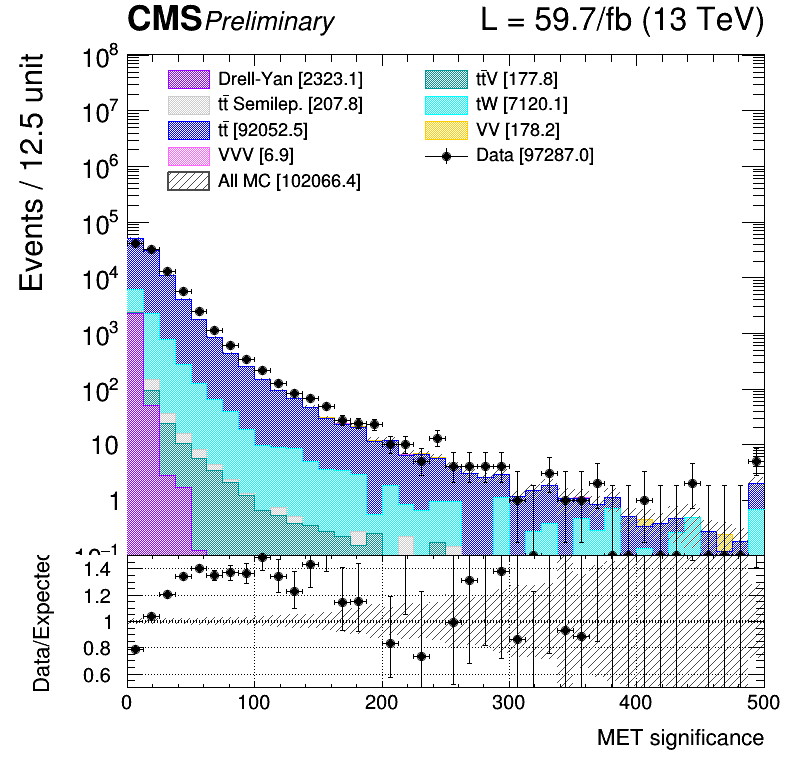 CMS Preliminary L = 59.7/fb (13 TeV)
Events / 12.5 unit
10^8
10^7
10^6
10^5
10^4
10^3
10^2
10
1
10^-1
Drell-Yan [2323.1]
tt̄ Semilep. [207.8]
tt̄ [92052.5]
VVV [6.9]
All MC [102066.4]
tt̄V [177.8]
tW [7120.1]
VV [178.2]
Data [97287.0]
Data/Expected
1.4
1.2
1
0.8
0.6
0 100 200 300 400 500
MET significance